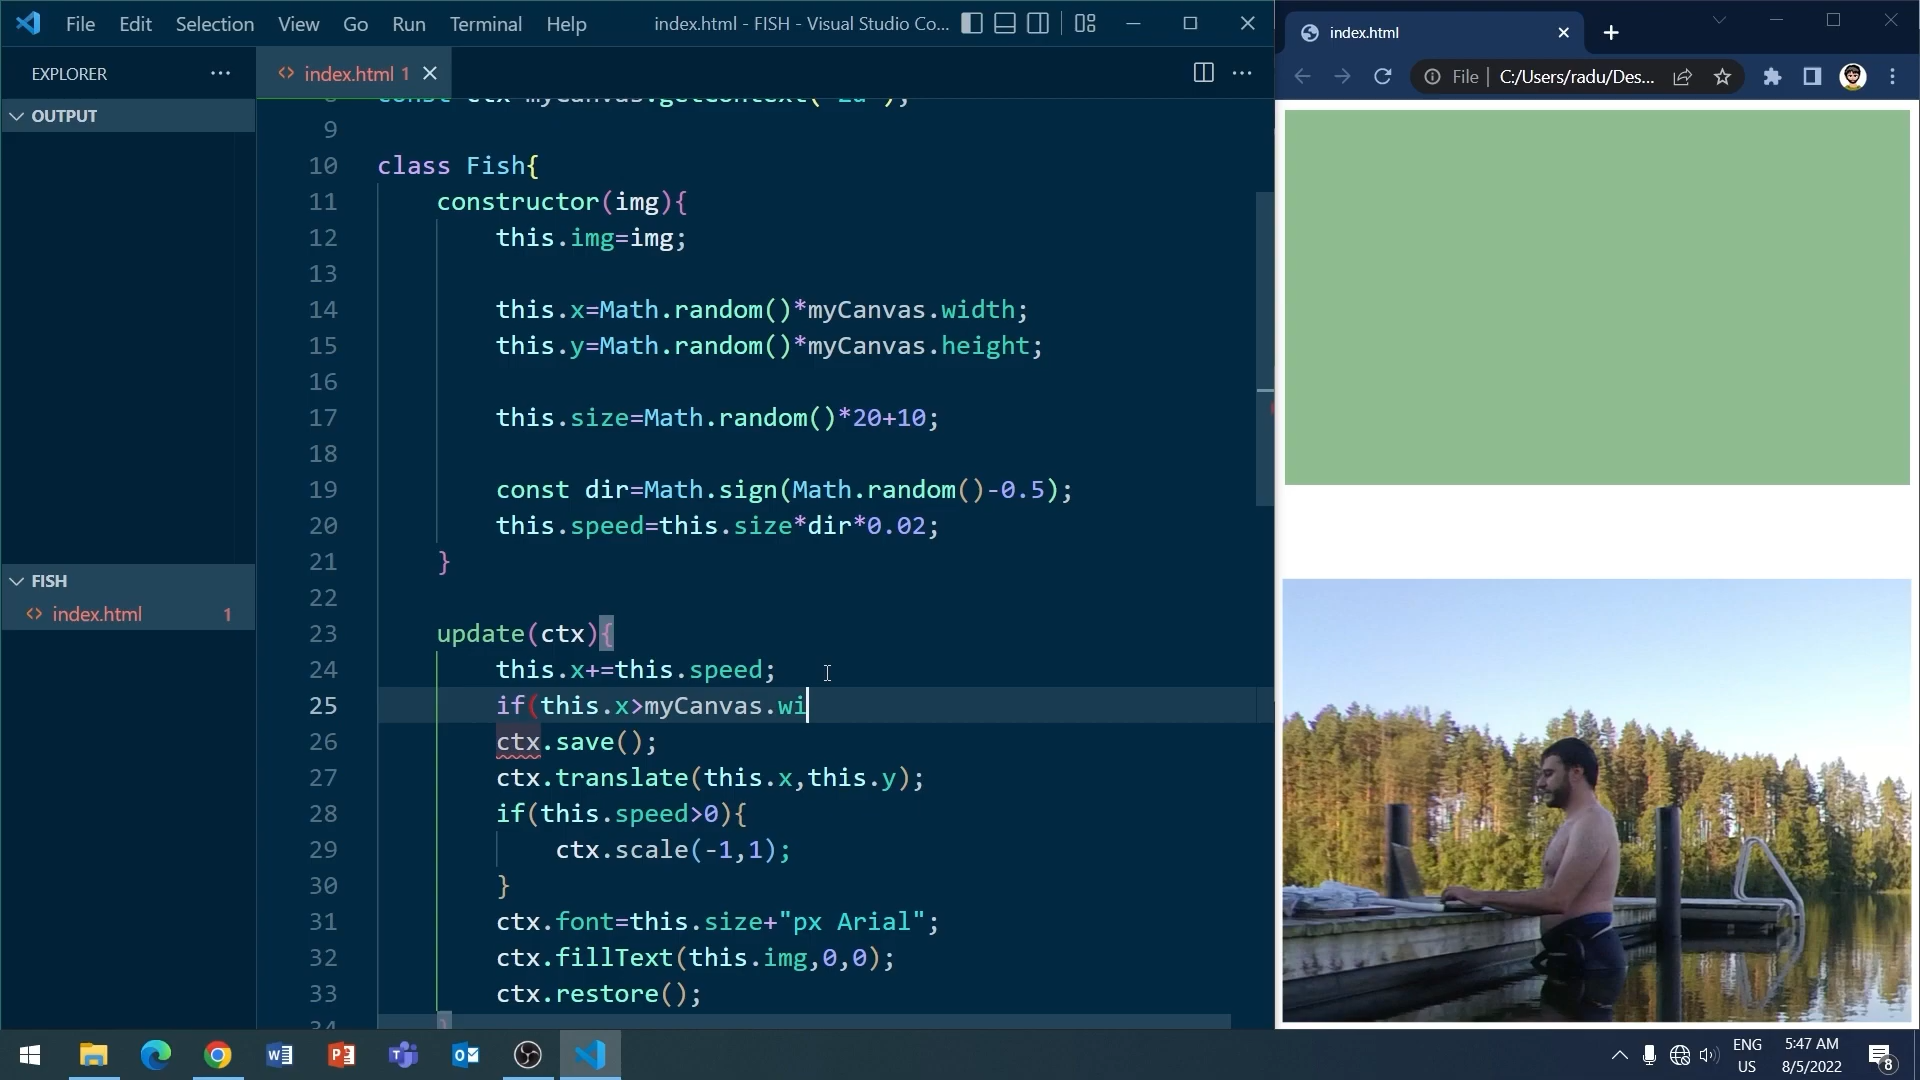 File Edit Selection View Go Run Terminal Help
index.html - FISH - Visual Studio Co...
EXPLORER
OUTPUT
FISH
index.html 1
index.html 1
9
10 class Fish{
11 constructor(img){
12 this.img=img;
13
14 this.x=Math.random()*myCanvas.width;
15 this.y=Math.random()*myCanvas.height;
16
17 this.size=Math.random()*20+10;
18
19 const dir=Math.sign(Math.random()-0.5);
20 this.speed=this.size*dir*0.02;
21 }
22
23 update(ctx){
24 this.x+=this.speed;
25 if(this.x>myCanvas.wi
26 ctx.save();
27 ctx.translate(this.x,this.y);
28 if(this.speed>0){
29 ctx.scale(-1,1);
30 }
31 ctx.font=this.size+"px Arial";
32 ctx.fillText(this.img,0,0);
33 ctx.restore();
index.html
File C:/Users/radu/Des...
ENG
US
5:47 AM
8/5/2022
8